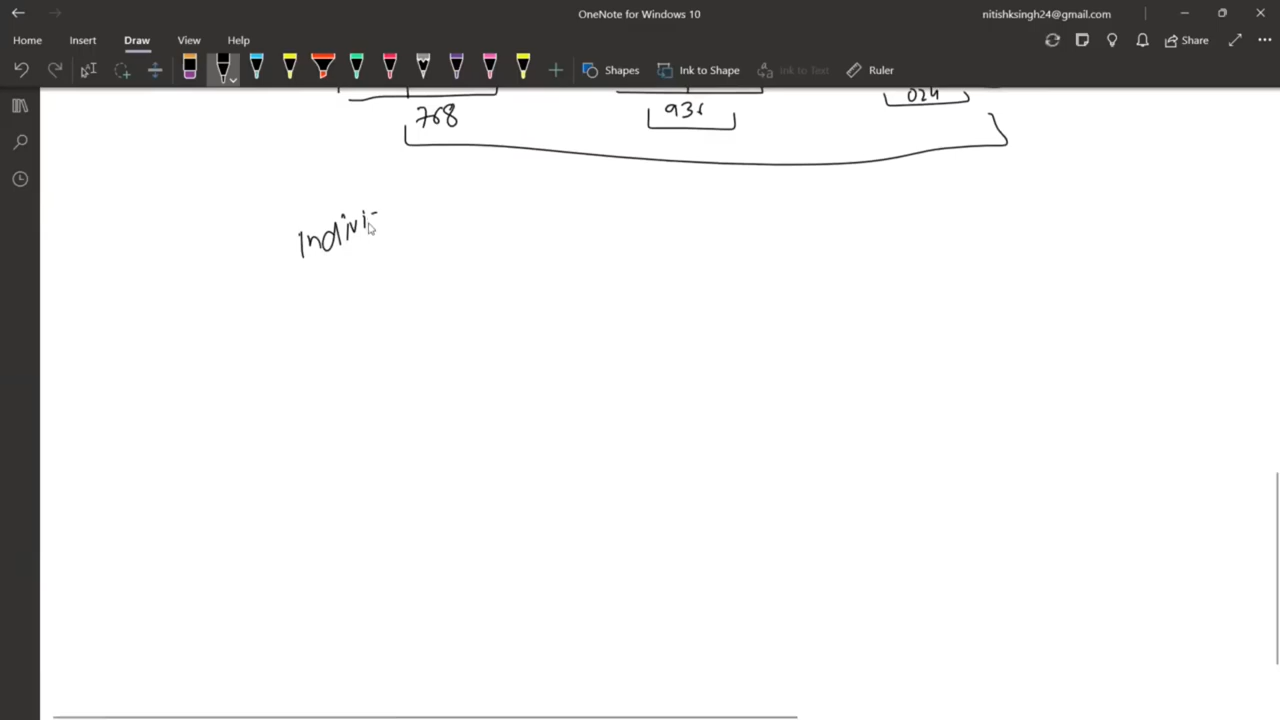 OneNote for Windows 10
nitishksingh24@gmail.com
Home Insert Draw View Help
Share
Shapes Ink to Shape Ink to Text Ruler
768 936 024
Indivi